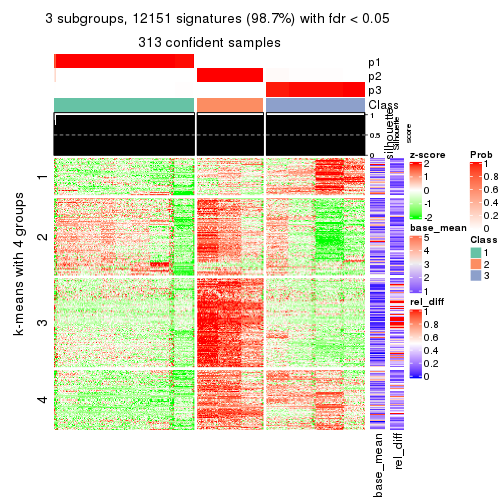 3 subgroups, 12151 signatures (98.7%) with fdr < 0.05
313 confident samples
p1
p2
p3
Class
1
0.5
0
silhouette
Silhouette
score
k-means with 4 groups
1
2
3
4
base_mean
rel_diff
z-score
2
1
0
-1
-2
base_mean
5
4
3
2
1
rel_diff
1
0.8
0.6
0.4
0.2
0
Prob
1
0.8
0.6
0.4
0.2
0
Class
1
2
3